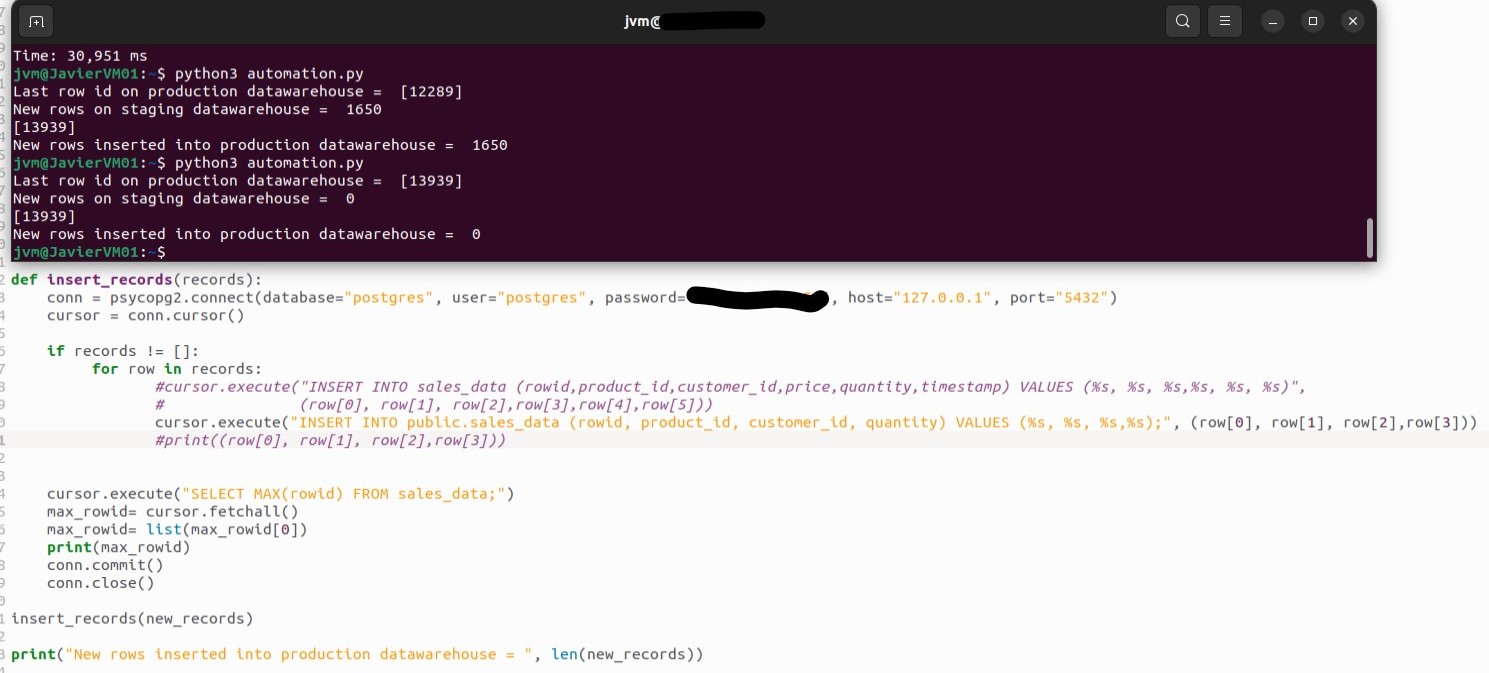 jvm@
Time: 30,951 ms
jvm@JavierVM01:~$ python3 automation.py
Last row id on production datawarehouse =  [12289]
New rows on staging datawarehouse =  1650
[13939]
New rows inserted into production datawarehouse =  1650
jvm@JavierVM01:~$ python3 automation.py
Last row id on production datawarehouse =  [13939]
New rows on staging datawarehouse =  0
[13939]
New rows inserted into production datawarehouse =  0
jvm@JavierVM01:~$
def insert_records(records):
    conn = psycopg2.connect(database="postgres", user="postgres", password=, host="127.0.0.1", port="5432")
    cursor = conn.cursor()
    if records != []:
         for row in records:
                #cursor.execute("INSERT INTO sales_data (rowid,product_id,customer_id,price,quantity,timestamp) VALUES (%s, %s, %s,%s, %s, %s)",
                #               (row[0], row[1], row[2],row[3],row[4],row[5]))
                cursor.execute("INSERT INTO public.sales_data (rowid, product_id, customer_id, quantity) VALUES (%s, %s, %s,%s);", (row[0], row[1], row[2],row[3]))
                #print((row[0], row[1], row[2],row[3]))
    cursor.execute("SELECT MAX(rowid) FROM sales_data;")
    max_rowid= cursor.fetchall()
    max_rowid= list(max_rowid[0])
    print(max_rowid)
    conn.commit()
    conn.close()
insert_records(new_records)
print("New rows inserted into production datawarehouse = ", len(new_records))